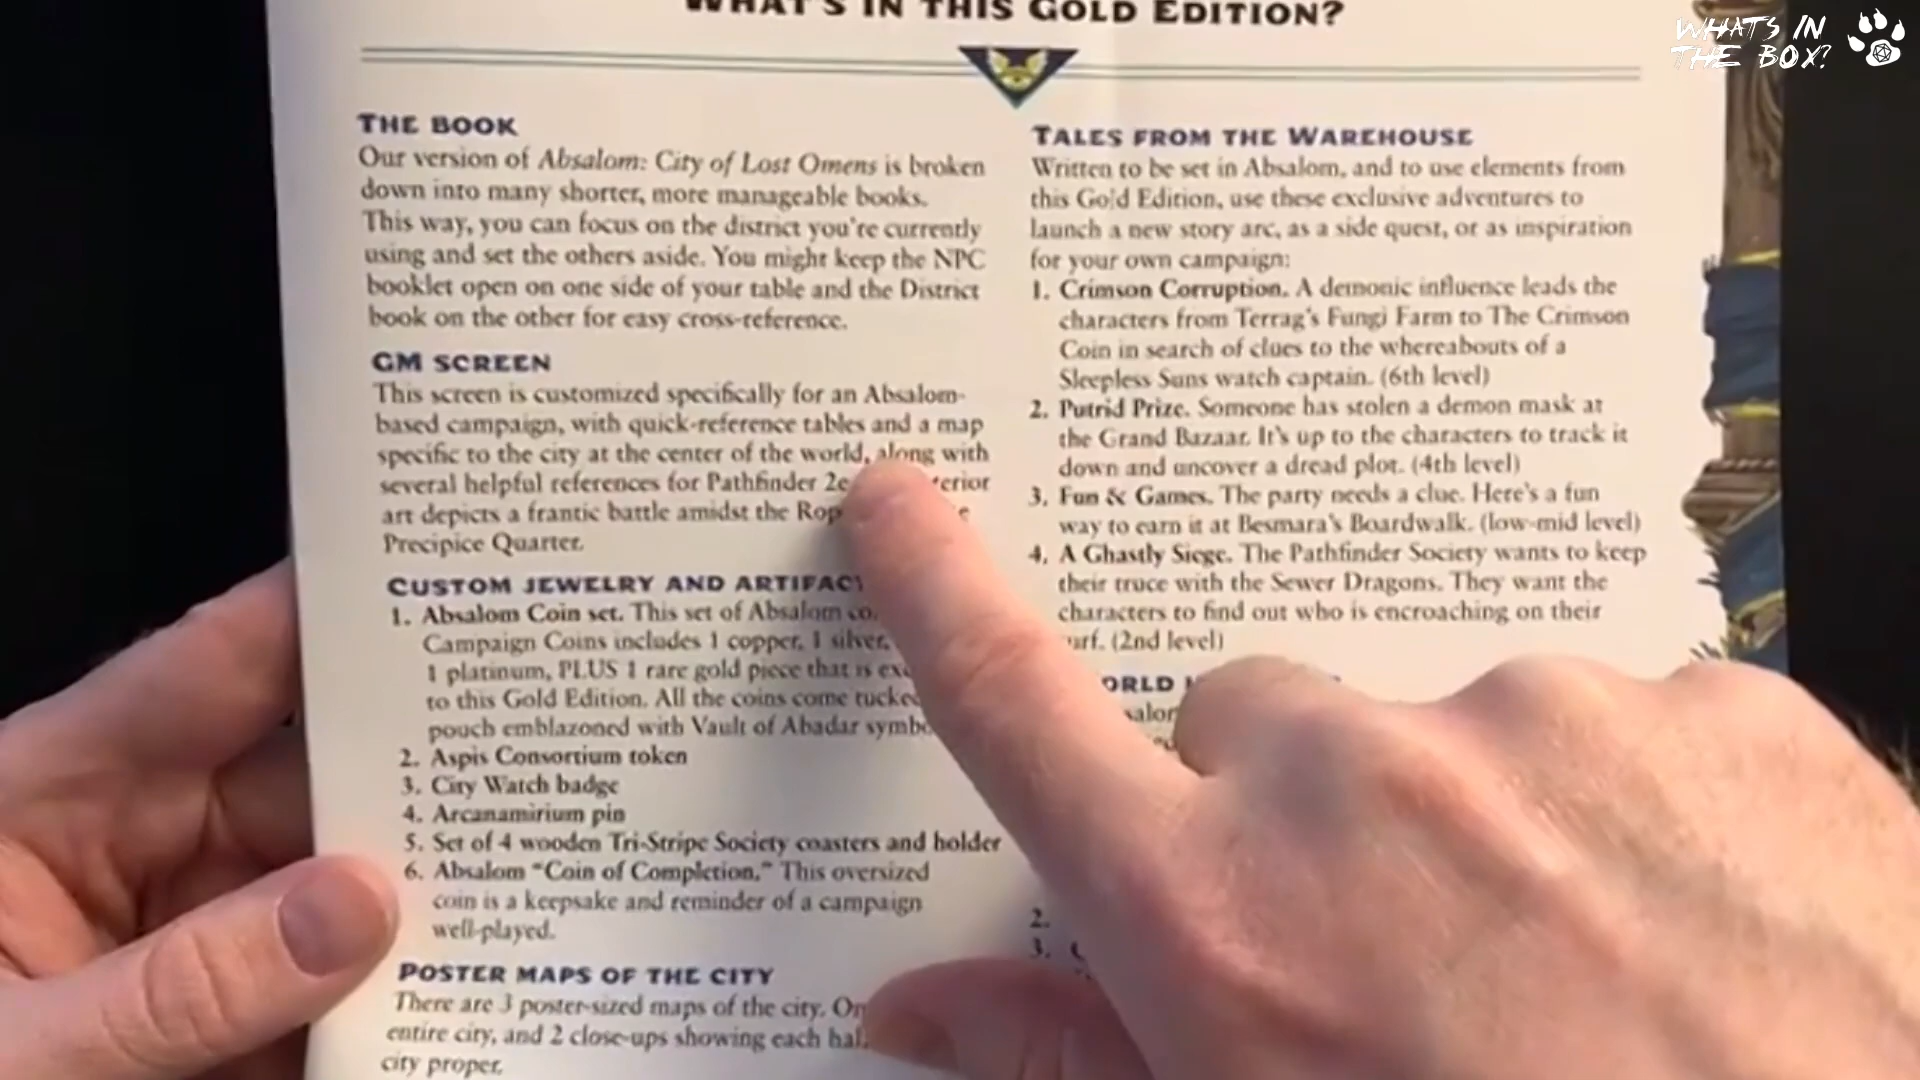 WHAT'S IN THIS GOLD EDITION?
WHAT'S IN
THE BOX?
THE BOOK
Our version of Absalom: City of Lost Omens is broken
down into many shorter, more manageable books.
This way, you can focus on the district you're currently
using and set the others aside. You might keep the NPC
booklet open on one side of your table and the District
book on the other for easy cross-reference.
GM SCREEN
This screen is customized specifically for an Absalom-
based campaign, with quick-reference tables and a map
specific to the city at the center of the world, along with
several helpful references for Pathfinder
art depicts a frantic battle amidst the
Precipice Quarter.
CUSTOM JEWELRY AND
1. Absalom Coin set. This set of Absalom
Campaign Coins includes 1 copper, 1 silver,
1 platinum, PLUS 1 rare gold piece that is
to this Gold Edition. All the coins come
pouch emblazoned with Vault of Abadar
2. Aspis Consortium token
3. City Watch badge
4. Arcanamirium pin
5. Set of 4 wooden Tri-Stripe Society coasters and holder
6. Absalom "Coin of Completion." This oversized
coin is a keepsake and reminder of a campaign
well-played.
POSTER MAPS OF THE CITY
There are 3 poster-sized maps of the city.
entire city, and 2 close-ups showing each
city proper.
TALES FROM THE WAREHOUSE
Written to be set in Absalom, and to use elements from
this Gold Edition, use these exclusive adventures to
launch a new story arc, as a side quest, or as inspiration
for your own campaign:
1. Crimson Corruption. A demonic influence leads the
characters from Terrag's Fungi Farm to The Crimson
Coin in search of clues to the whereabouts of a
Sleepless Suns watch captain. (6th level)
2. Putrid Prize. Someone has stolen a demon mask at
the Grand Bazaar. It's up to the characters to track it
down and uncover a dread plot. (4th level)
3. Fun & Games. The party needs a clue. Here's a fun
way to earn it at Besmara's Boardwalk. (low-mid level)
4. A Ghastly Siege. The Pathfinder Society wants to keep
their truce with the Sewer Dragons. They want the
characters to find out who is encroaching on their
(2nd level)
2.
3.